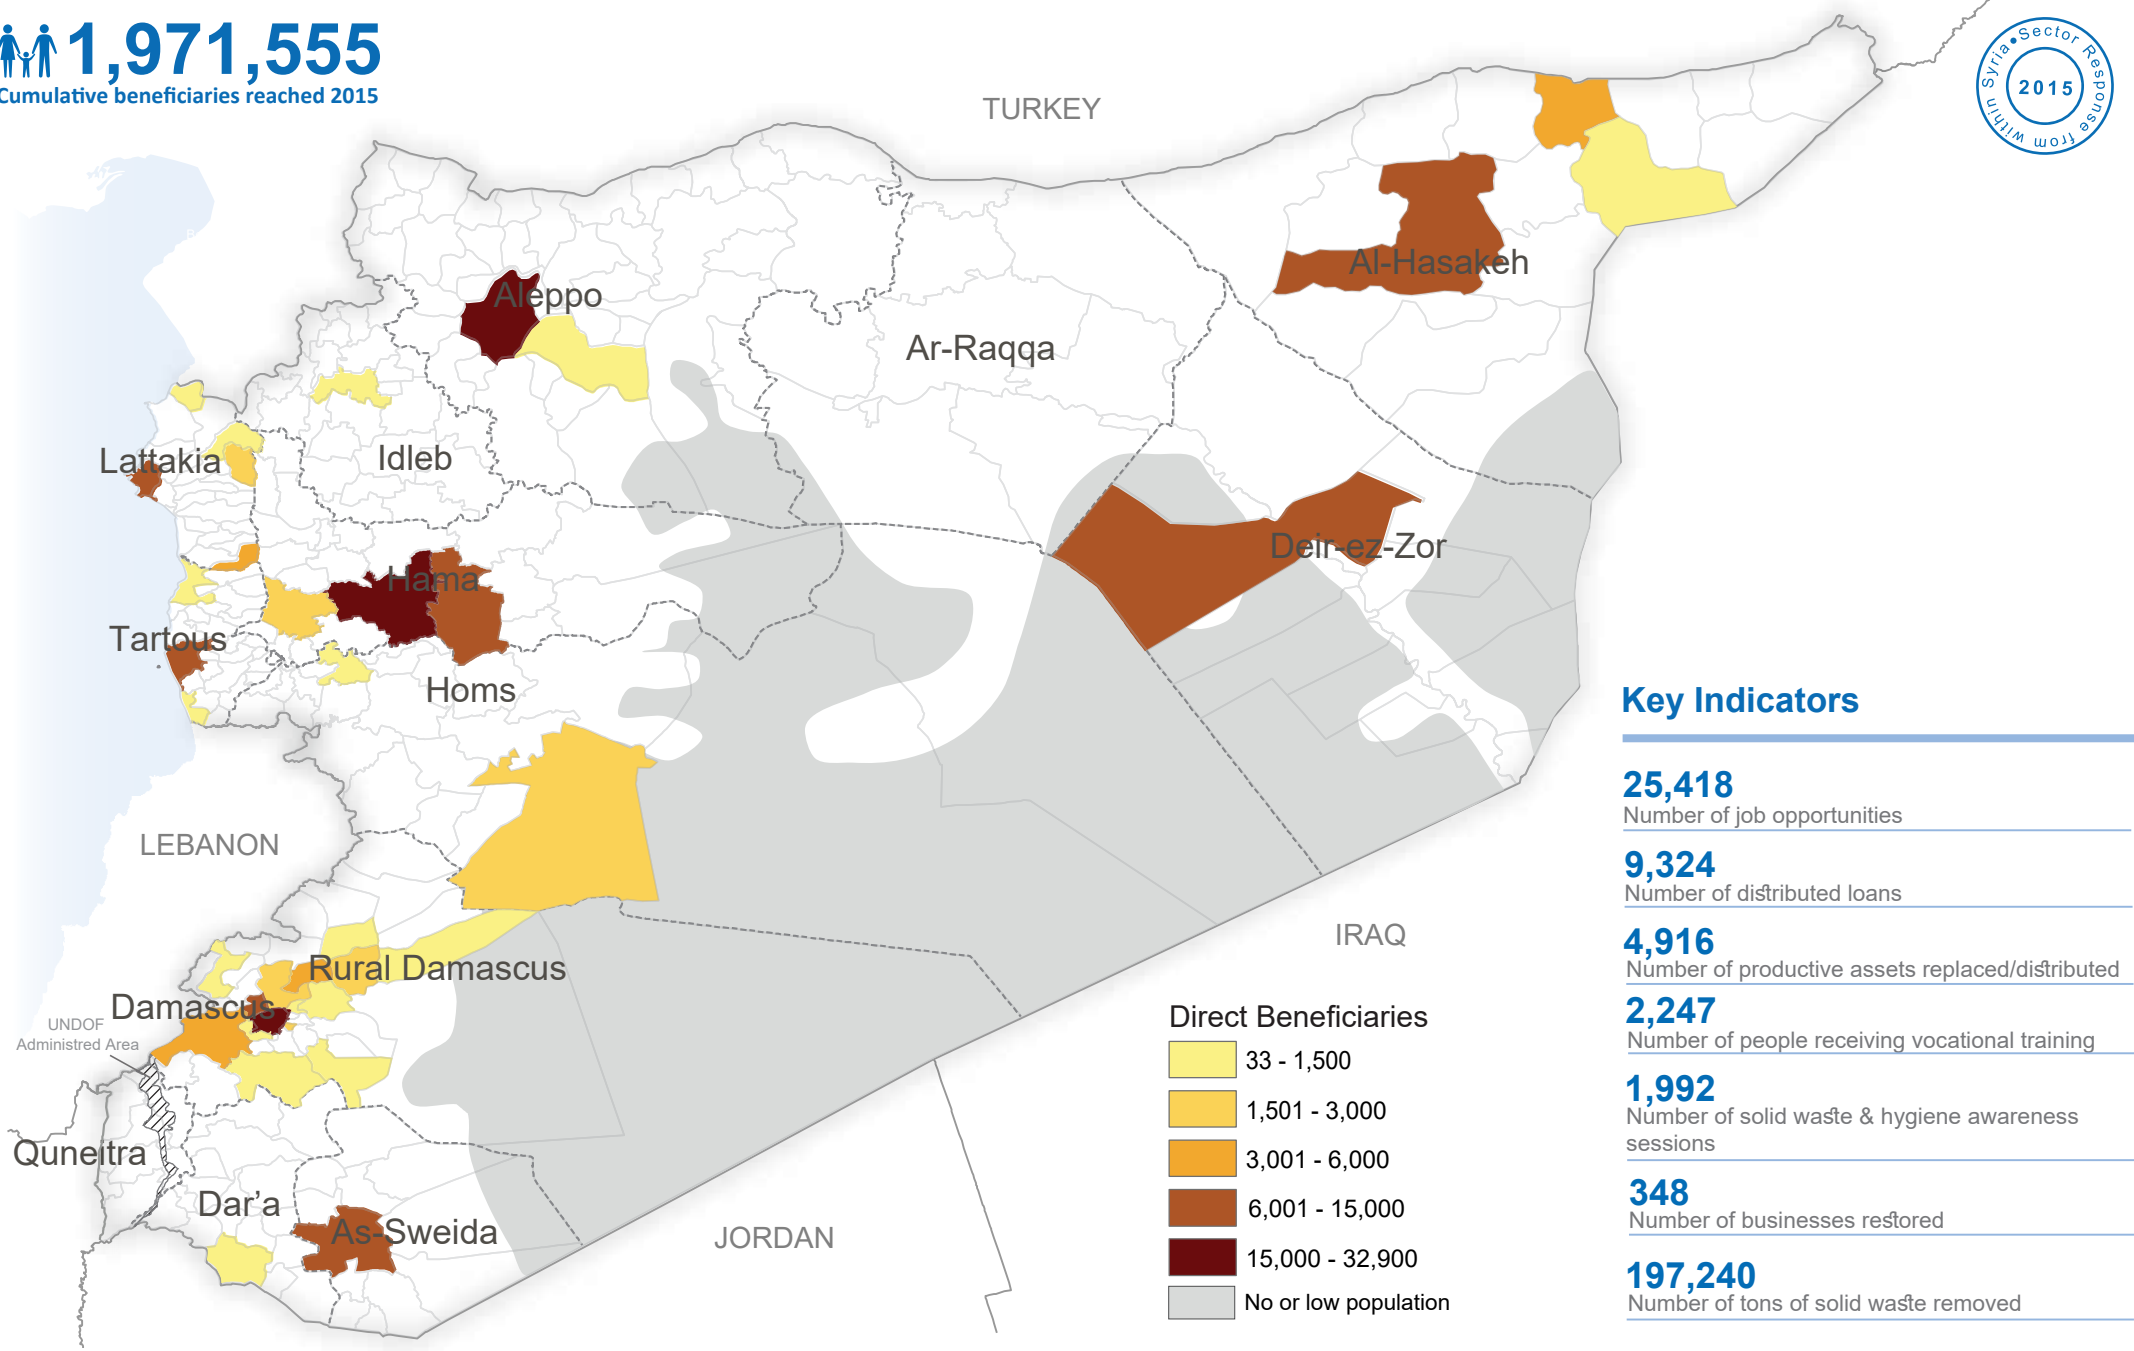 1,971,555
Cumulative beneficiaries reached 2015
Syria • Sector Response from within
2015
TURKEY
Aleppo
Al-Hasakeh
Ar-Raqqa
Lattakia
Idleb
Deir-ez-Zor
Hama
Tartous
Homs
LEBANON
IRAQ
Rural Damascus
Damascus
UNDOF
Administred Area
Quneitra
Dar’a
As-Sweida
JORDAN
Direct Beneficiaries
33 - 1,500
1,501 - 3,000
3,001 - 6,000
6,001 - 15,000
15,000 - 32,900
No or low population
Key Indicators
25,418
Number of job opportunities
9,324
Number of distributed loans
4,916
Number of productive assets replaced/distributed
2,247
Number of people receiving vocational training
1,992
Number of solid waste & hygiene awareness
sessions
348
Number of businesses restored
197,240
Number of tons of solid waste removed